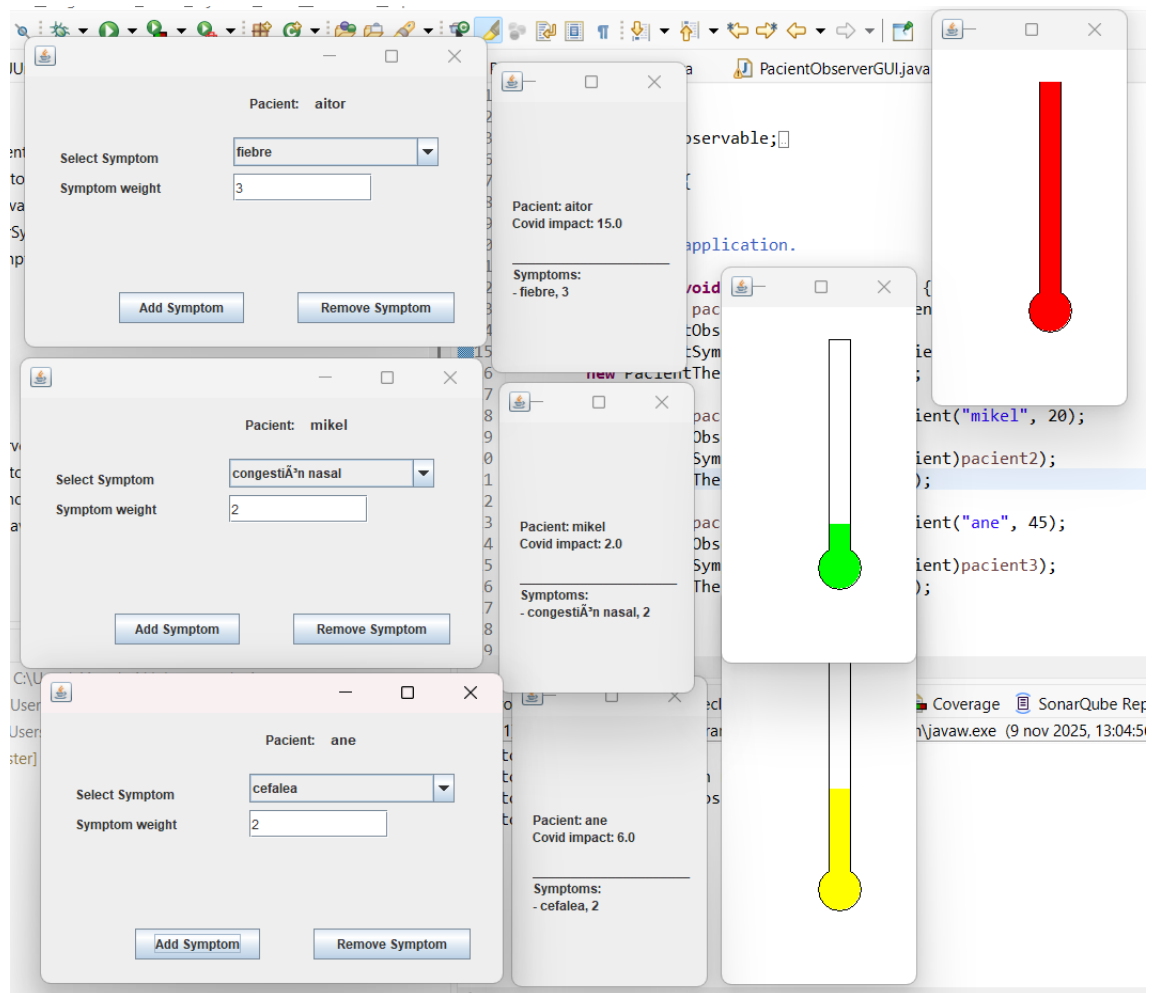 PacientObserverGUI.java
Pacient: aitor
Select Symptom
fiebre
Symptom weight
3
Add Symptom
Remove Symptom
Pacient: aitor
Covid impact: 15.0
Symptoms:
- fiebre, 3
application.
void
{
15
new PacientThe
Pacient: mikel
Select Symptom
congestiÃ³n nasal
Symptom weight
2
Add Symptom
Remove Symptom
Pacient: mikel
Covid impact: 2.0
Symptoms:
- congestiÃ³n nasal, 2
ient("mikel", 20);
ient)pacient2);
);
ient("ane", 45);
ient)pacient3);
);
Pacient: ane
Select Symptom
cefalea
Symptom weight
2
Add Symptom
Remove Symptom
Pacient: ane
Covid impact: 6.0
Symptoms:
- cefalea, 2
Coverage SonarQube Rep
\javaw.exe (9 nov 2025, 13:04:5